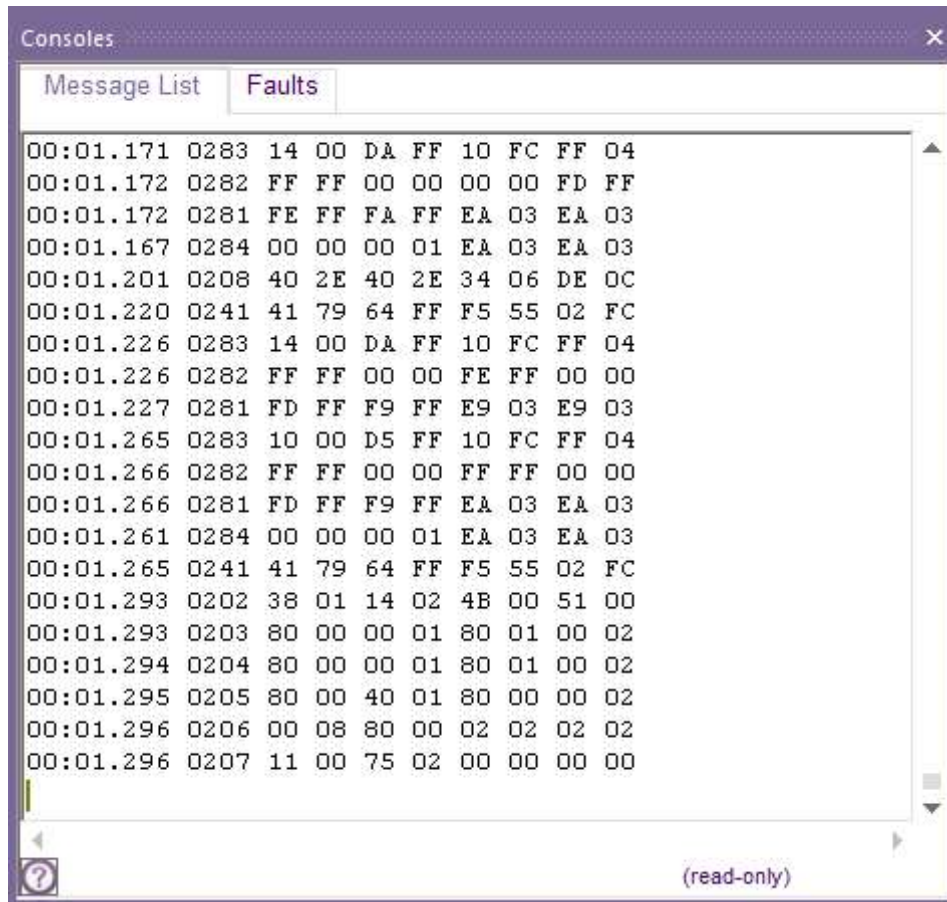 Consoles
Message List Faults
00:01.171 0283 14 00 DA FF 10 FC FF 04
00:01.172 0282 FF FF 00 00 00 00 FD FF
00:01.172 0281 FE FF FA FF EA 03 EA 03
00:01.167 0284 00 00 00 01 EA 03 EA 03
00:01.201 0208 40 2E 40 2E 34 06 DE 0C
00:01.220 0241 41 79 64 FF F5 55 02 FC
00:01.226 0283 14 00 DA FF 10 FC FF 04
00:01.226 0282 FF FF 00 00 FE FF 00 00
00:01.227 0281 FD FF F9 FF E9 03 E9 03
00:01.265 0283 10 00 D5 FF 10 FC FF 04
00:01.266 0282 FF FF 00 00 FF FF 00 00
00:01.266 0281 FD FF F9 FF EA 03 EA 03
00:01.261 0284 00 00 00 01 EA 03 EA 03
00:01.265 0241 41 79 64 FF F5 55 02 FC
00:01.293 0202 38 01 14 02 4B 00 51 00
00:01.293 0203 80 00 00 01 80 01 00 02
00:01.294 0204 80 00 00 01 80 01 00 02
00:01.295 0205 80 00 40 01 80 00 00 02
00:01.296 0206 00 08 80 00 02 02 02 02
00:01.296 0207 11 00 75 02 00 00 00 00
? (read-only)